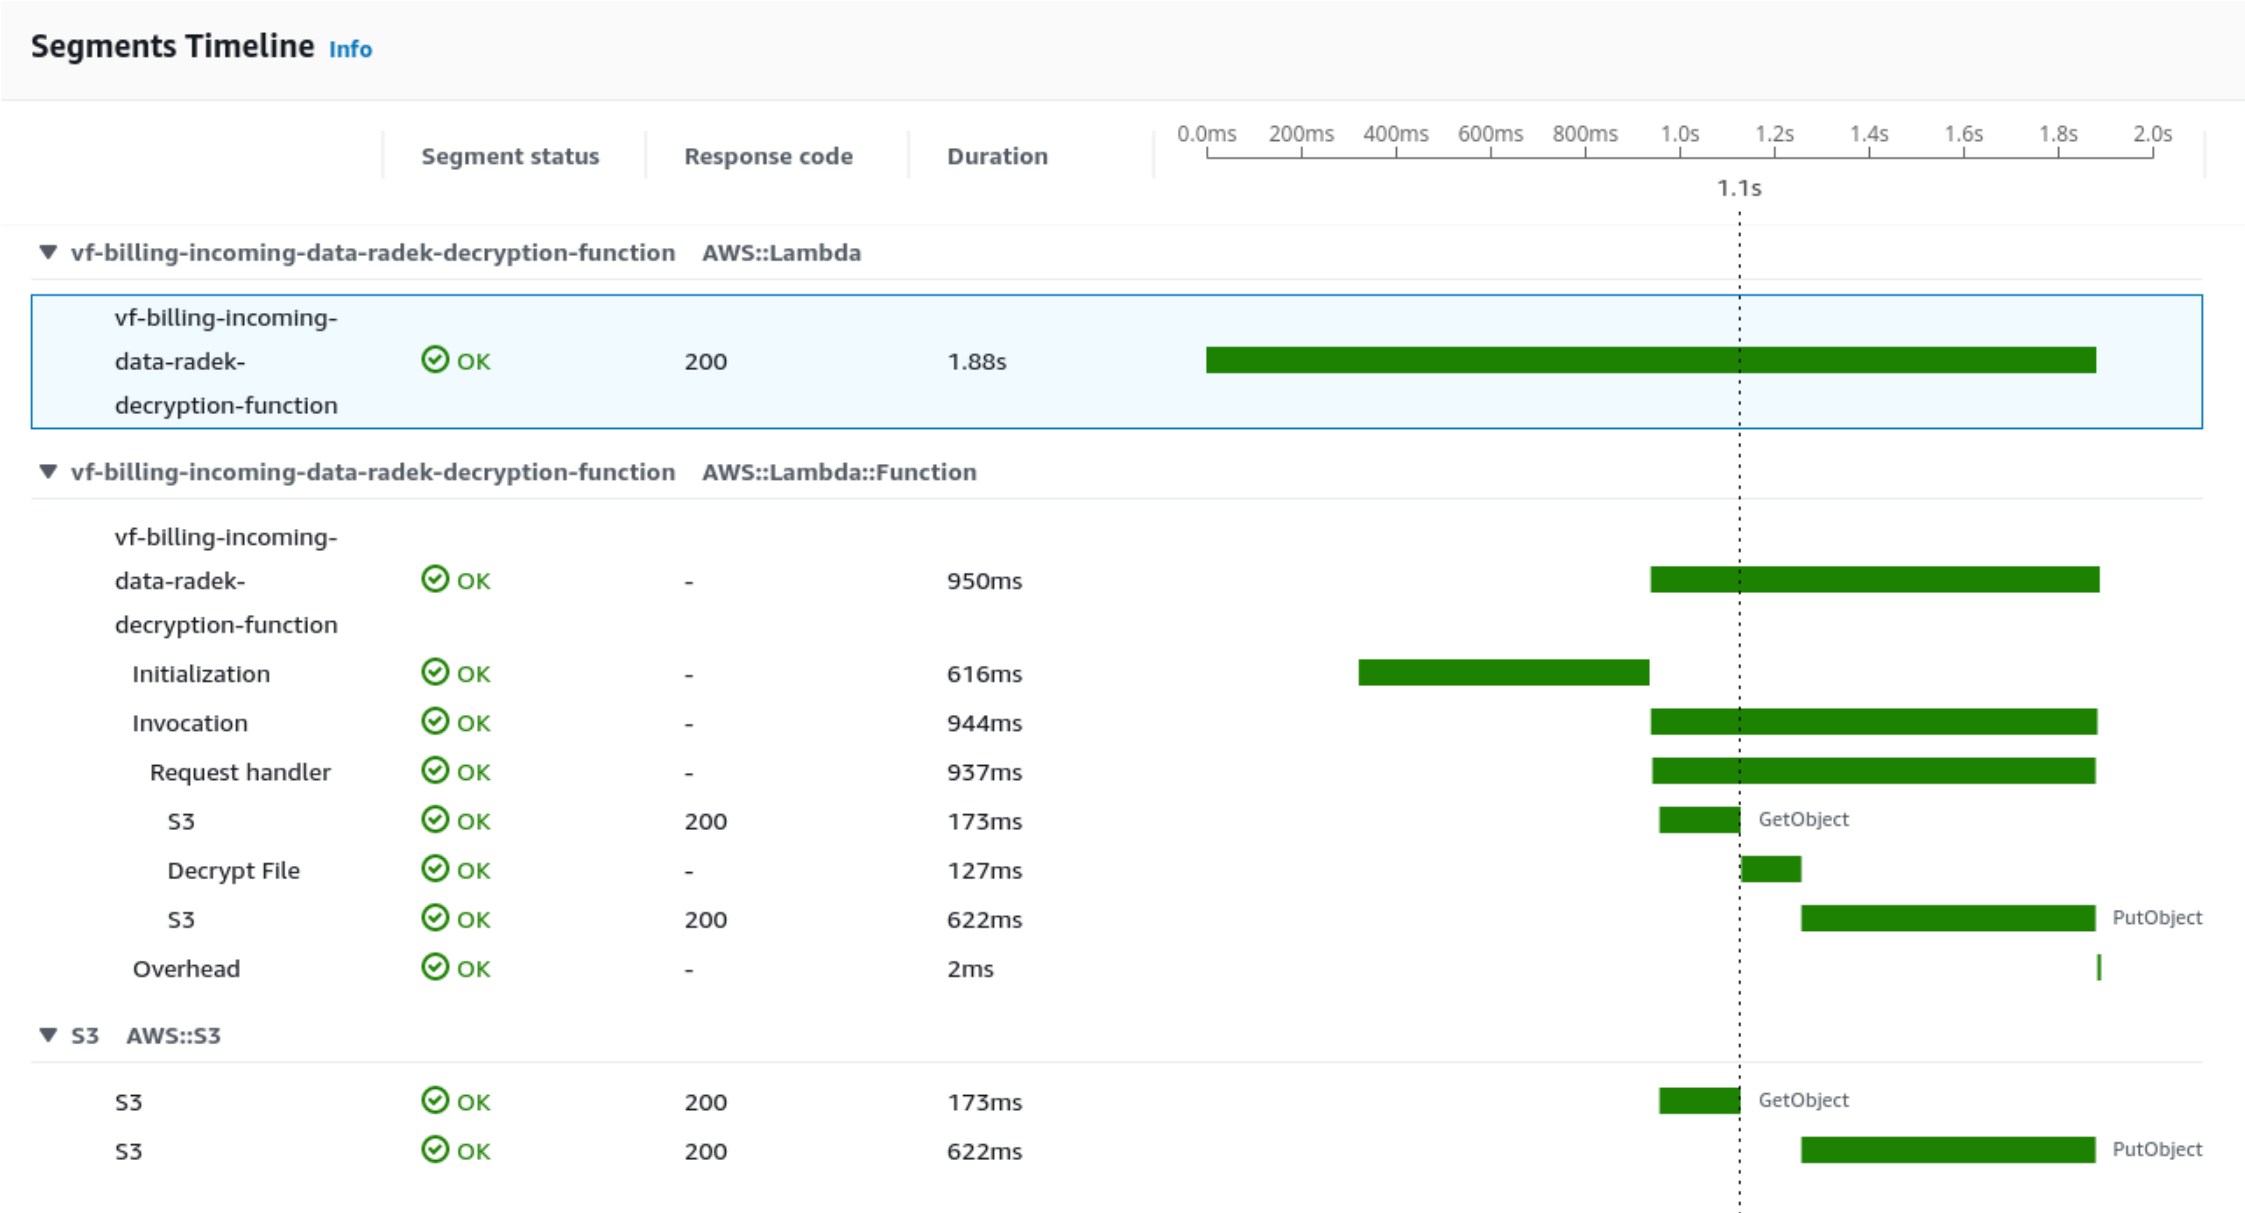 Segments Timeline Info
Segment status Response code Duration 0.0ms 200ms 400ms 600ms 800ms 1.0s 1.2s 1.4s 1.6s 1.8s 2.0s
1.1s
vf-billing-incoming-data-radek-decryption-function AWS::Lambda
vf-billing-incoming-
data-radek- OK 200 1.88s
decryption-function
vf-billing-incoming-data-radek-decryption-function AWS::Lambda::Function
vf-billing-incoming-
data-radek- OK - 950ms
decryption-function
Initialization OK - 616ms
Invocation OK - 944ms
Request handler OK - 937ms
S3 OK 200 173ms GetObject
Decrypt File OK - 127ms
S3 OK 200 622ms PutObject
Overhead OK - 2ms
S3 AWS::S3
S3 OK 200 173ms GetObject
S3 OK 200 622ms PutObject